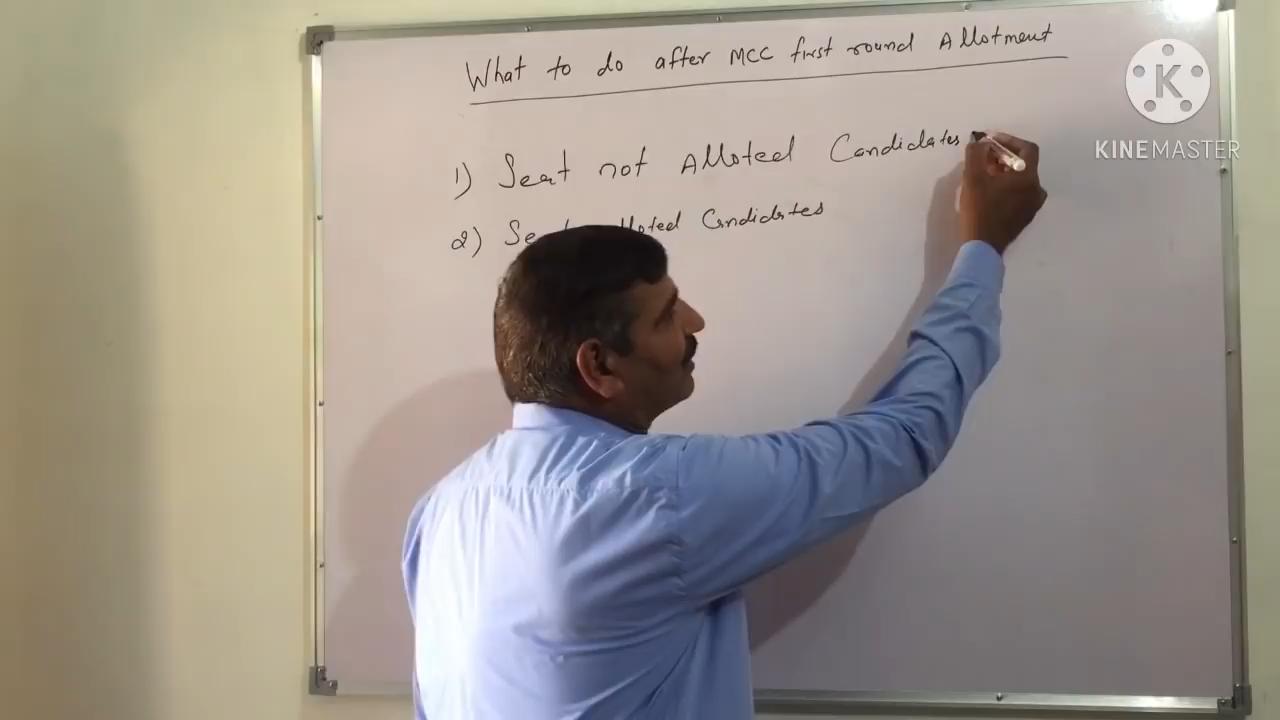 What to do after MCC first round Allotment
1) Seat not Alloted Candidates
2) Candidates
K
KINEMASTER